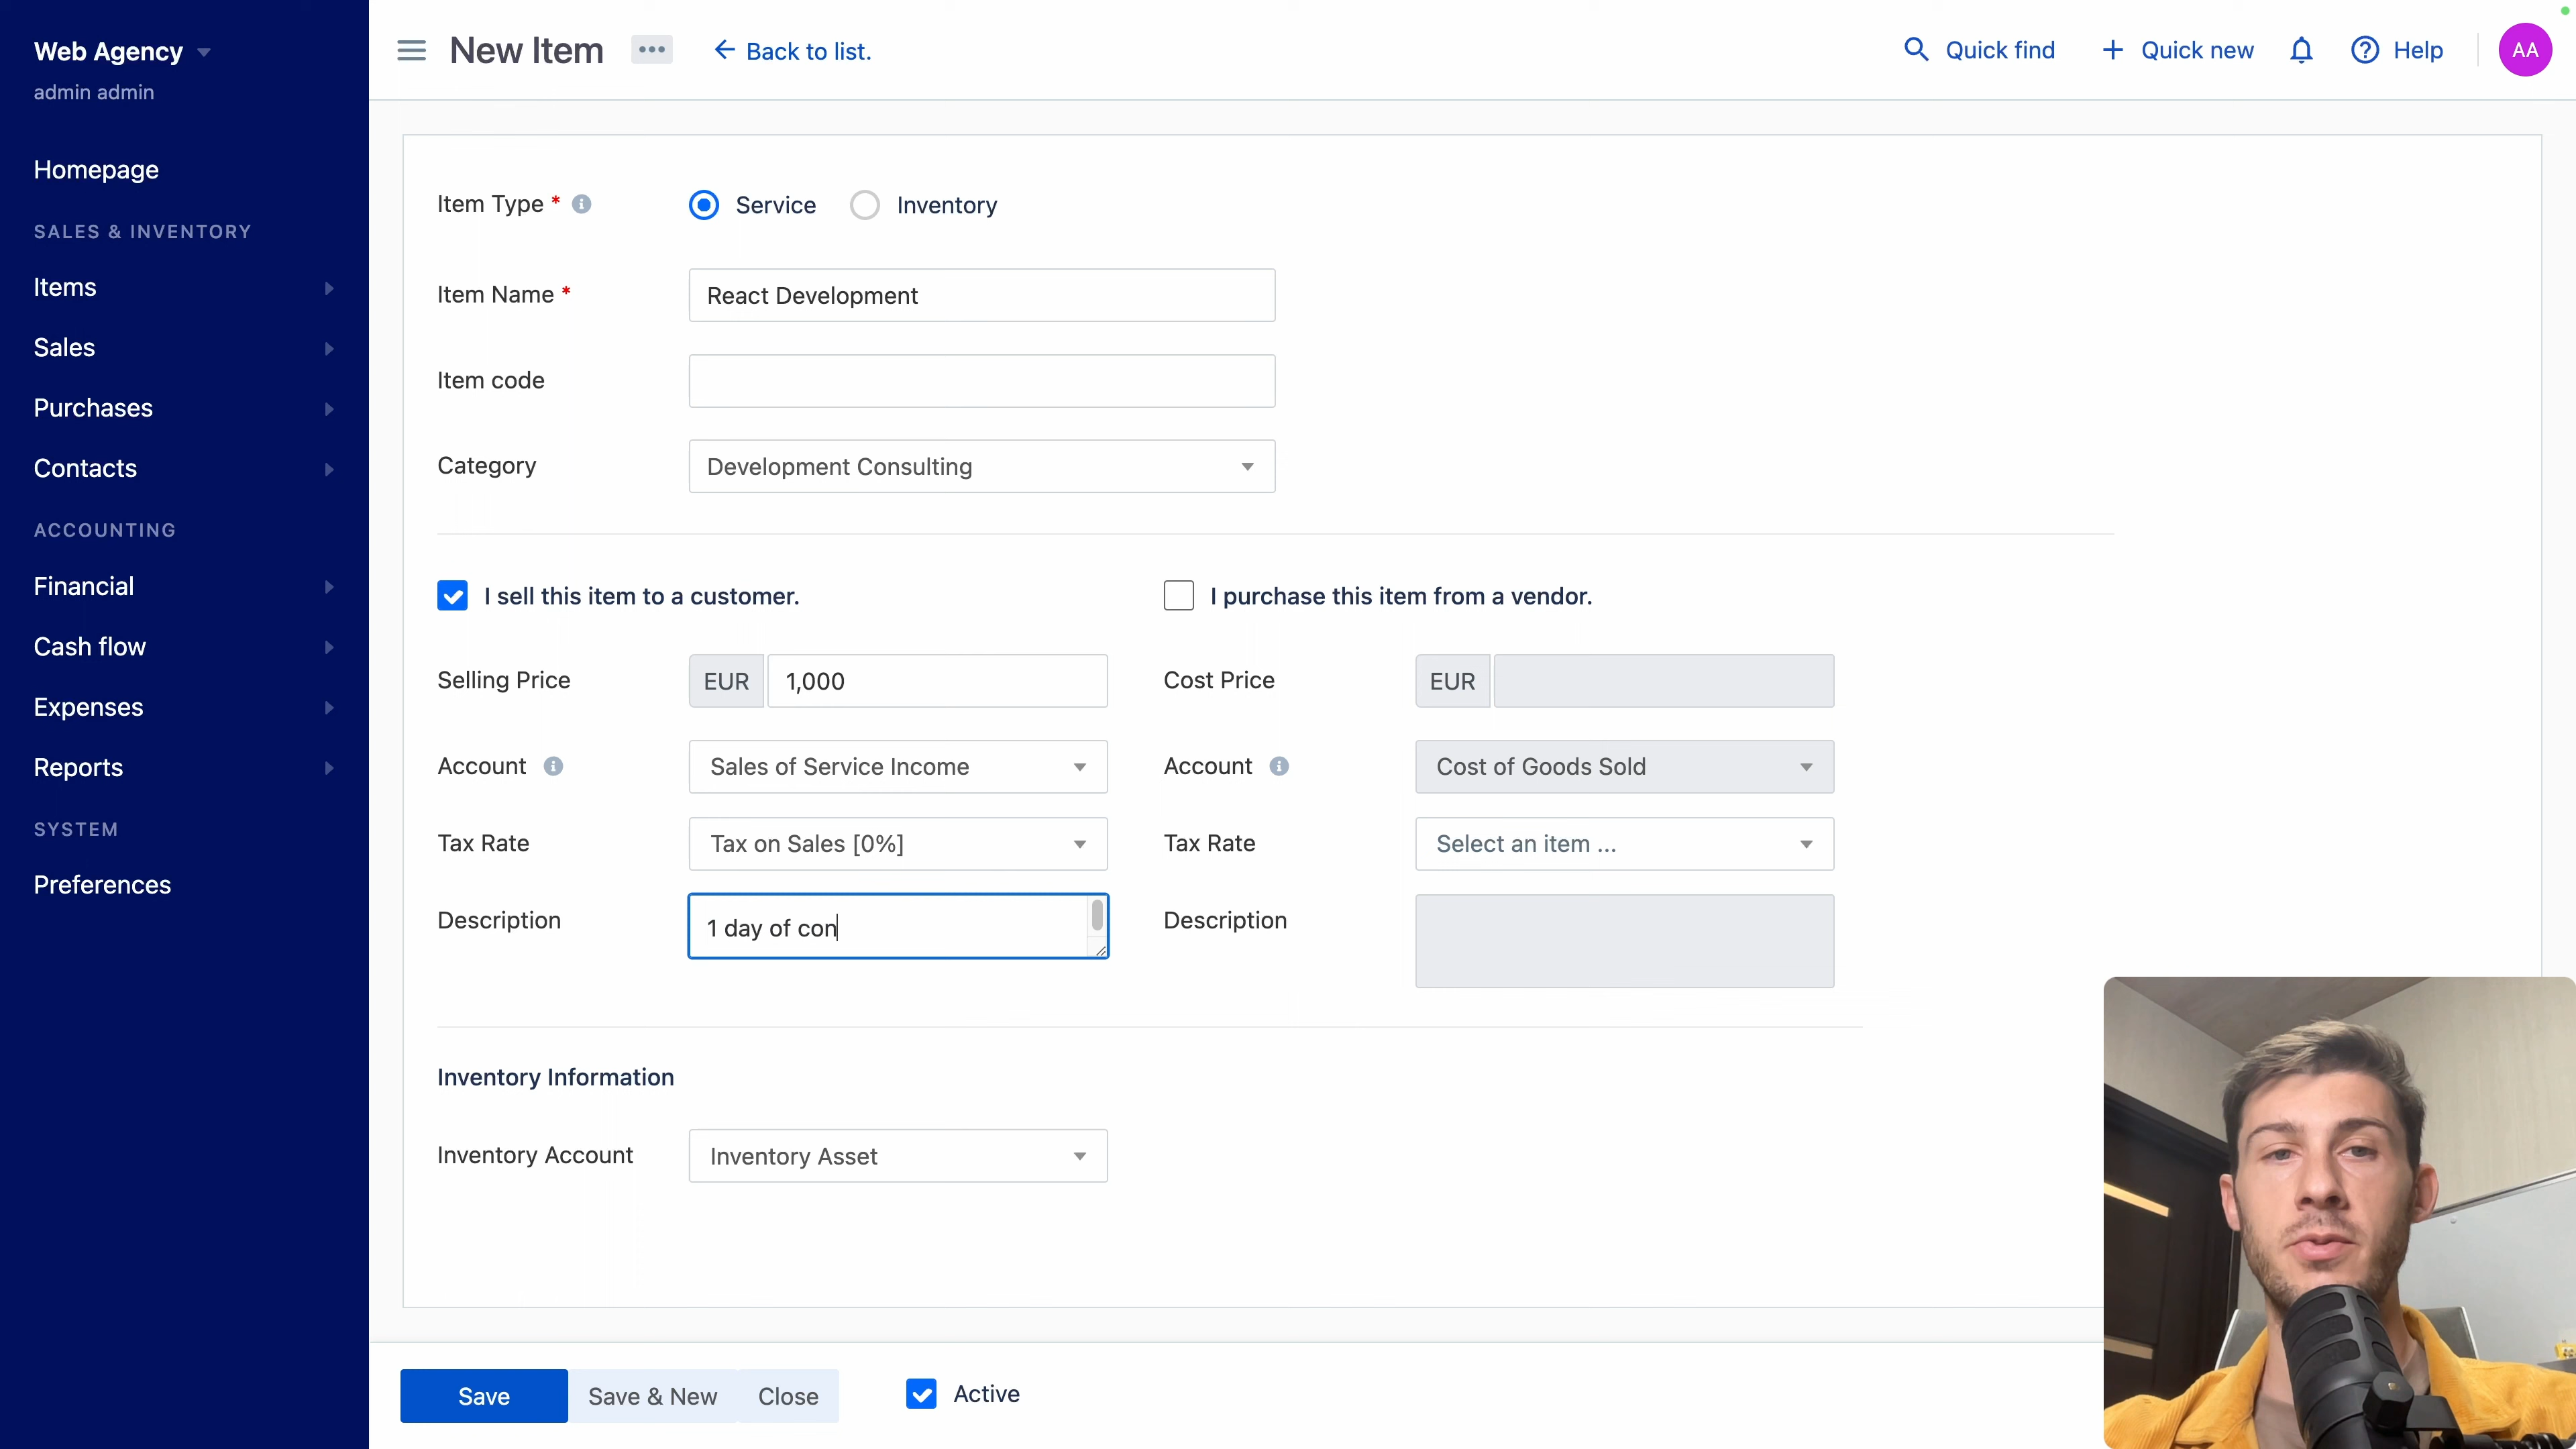 Web Agency
admin admin
Homepage
SALES & INVENTORY
Items
Sales
Purchases
Contacts
ACCOUNTING
Financial
Cash flow
Expenses
Reports
SYSTEM
Preferences
New Item
Back to list.
Quick find
Quick new
Help
AA
Item Type *
Service
Inventory
Item Name *
React Development
Item code
Category
Development Consulting
I sell this item to a customer.
Selling Price
EUR
1,000
Account
Sales of Service Income
Tax Rate
Tax on Sales [0%]
Description
1 day of con
I purchase this item from a vendor.
Cost Price
EUR
Account
Cost of Goods Sold
Tax Rate
Select an item ...
Description
Inventory Information
Inventory Account
Inventory Asset
Save
Save & New
Close
Active